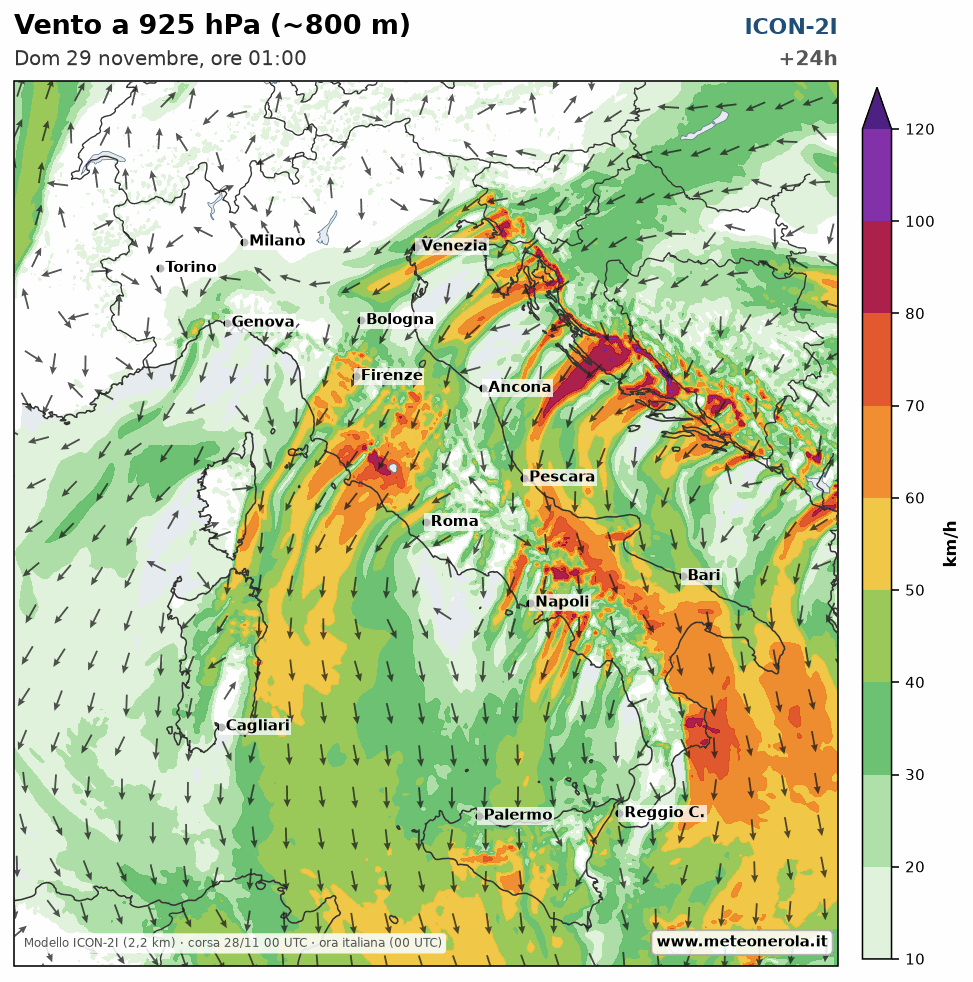 Vento a 925 hPa (~800 m)
ICON-2I
Dom 29 novembre, ore 01:00
+24h
Venezia
Milano
Torino
Genova
Bologna
Firenze
Ancona
Pescara
Roma
Bari
Napoli
Cagliari
Palermo
Reggio C.
Modello ICON-2I (2,2 km) · corsa 28/11 00 UTC · ora italiana (00 UTC)
www.meteonerola.it
120
100
80
70
60
50
40
30
20
10
km/h